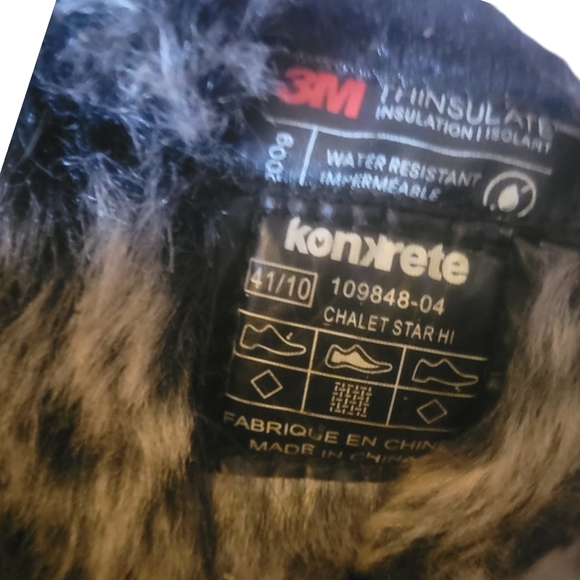 3M THINSULATE
INSULATION | ISOLANT
WATER RESISTANT
IMPERMÉABLE
konkrete
41/10 109848-04
CHALET STAR HI
FABRIQUE EN CHINE
MADE IN CHINA